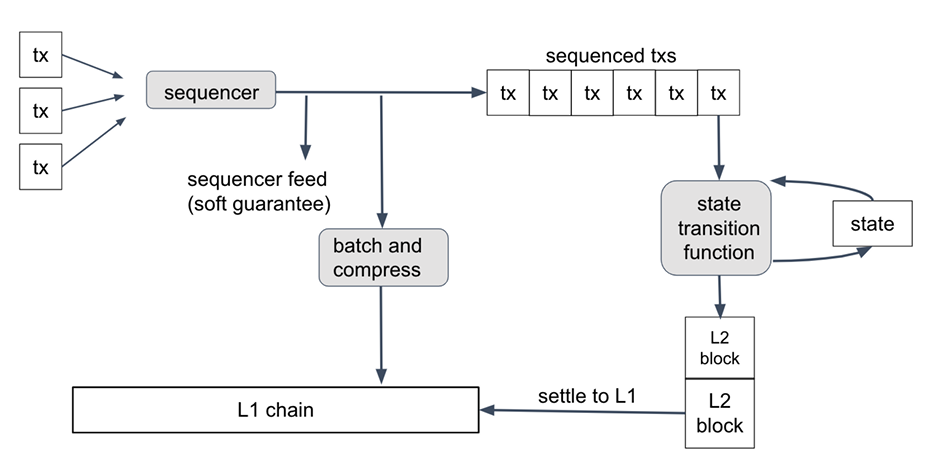 tx
tx
tx
sequencer
sequenced txs
tx tx tx tx tx tx
sequencer feed
(soft guarantee)
batch and
compress
state
transition
function
state
L2
block
L2
block
settle to L1
L1 chain